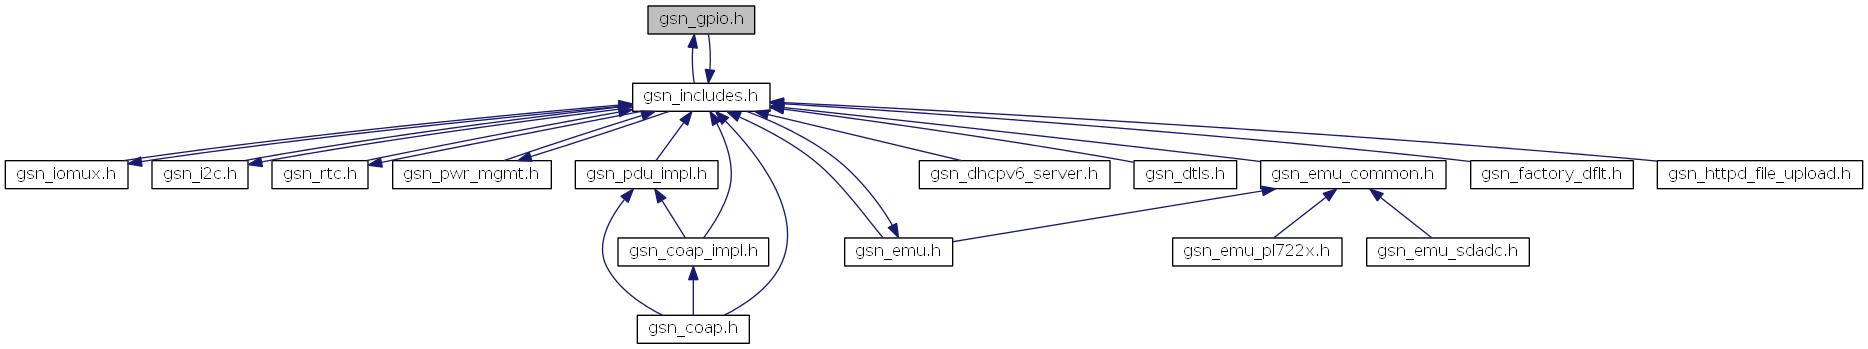 gsn_gpio.h
gsn_includes.h
gsn_iomux.h
gsn_i2c.h
gsn_rtc.h
gsn_pwr_mgmt.h
gsn_pdu_impl.h
gsn_dhcpv6_server.h
gsn_dtls.h
gsn_emu_common.h
gsn_factory_dflt.h
gsn_httpd_file_upload.h
gsn_coap_impl.h
gsn_emu.h
gsn_emu_pl722x.h
gsn_emu_sdadc.h
gsn_coap.h